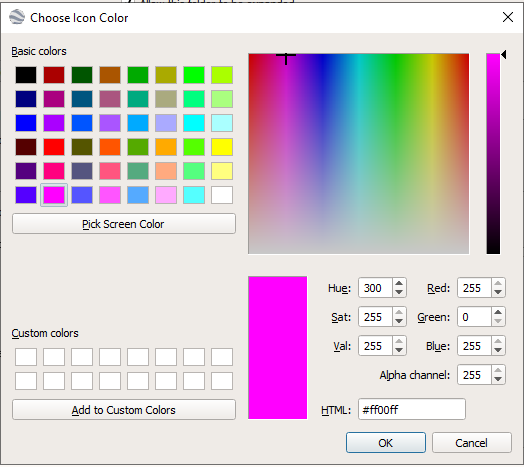 Choose Icon Color
Basic colors
Pick Screen Color
Custom colors
Add to Custom Colors
Hue: 300
Red: 255
Sat: 255
Green: 0
Val: 255
Blue: 255
Alpha channel: 255
HTML: #ff00ff
OK
Cancel